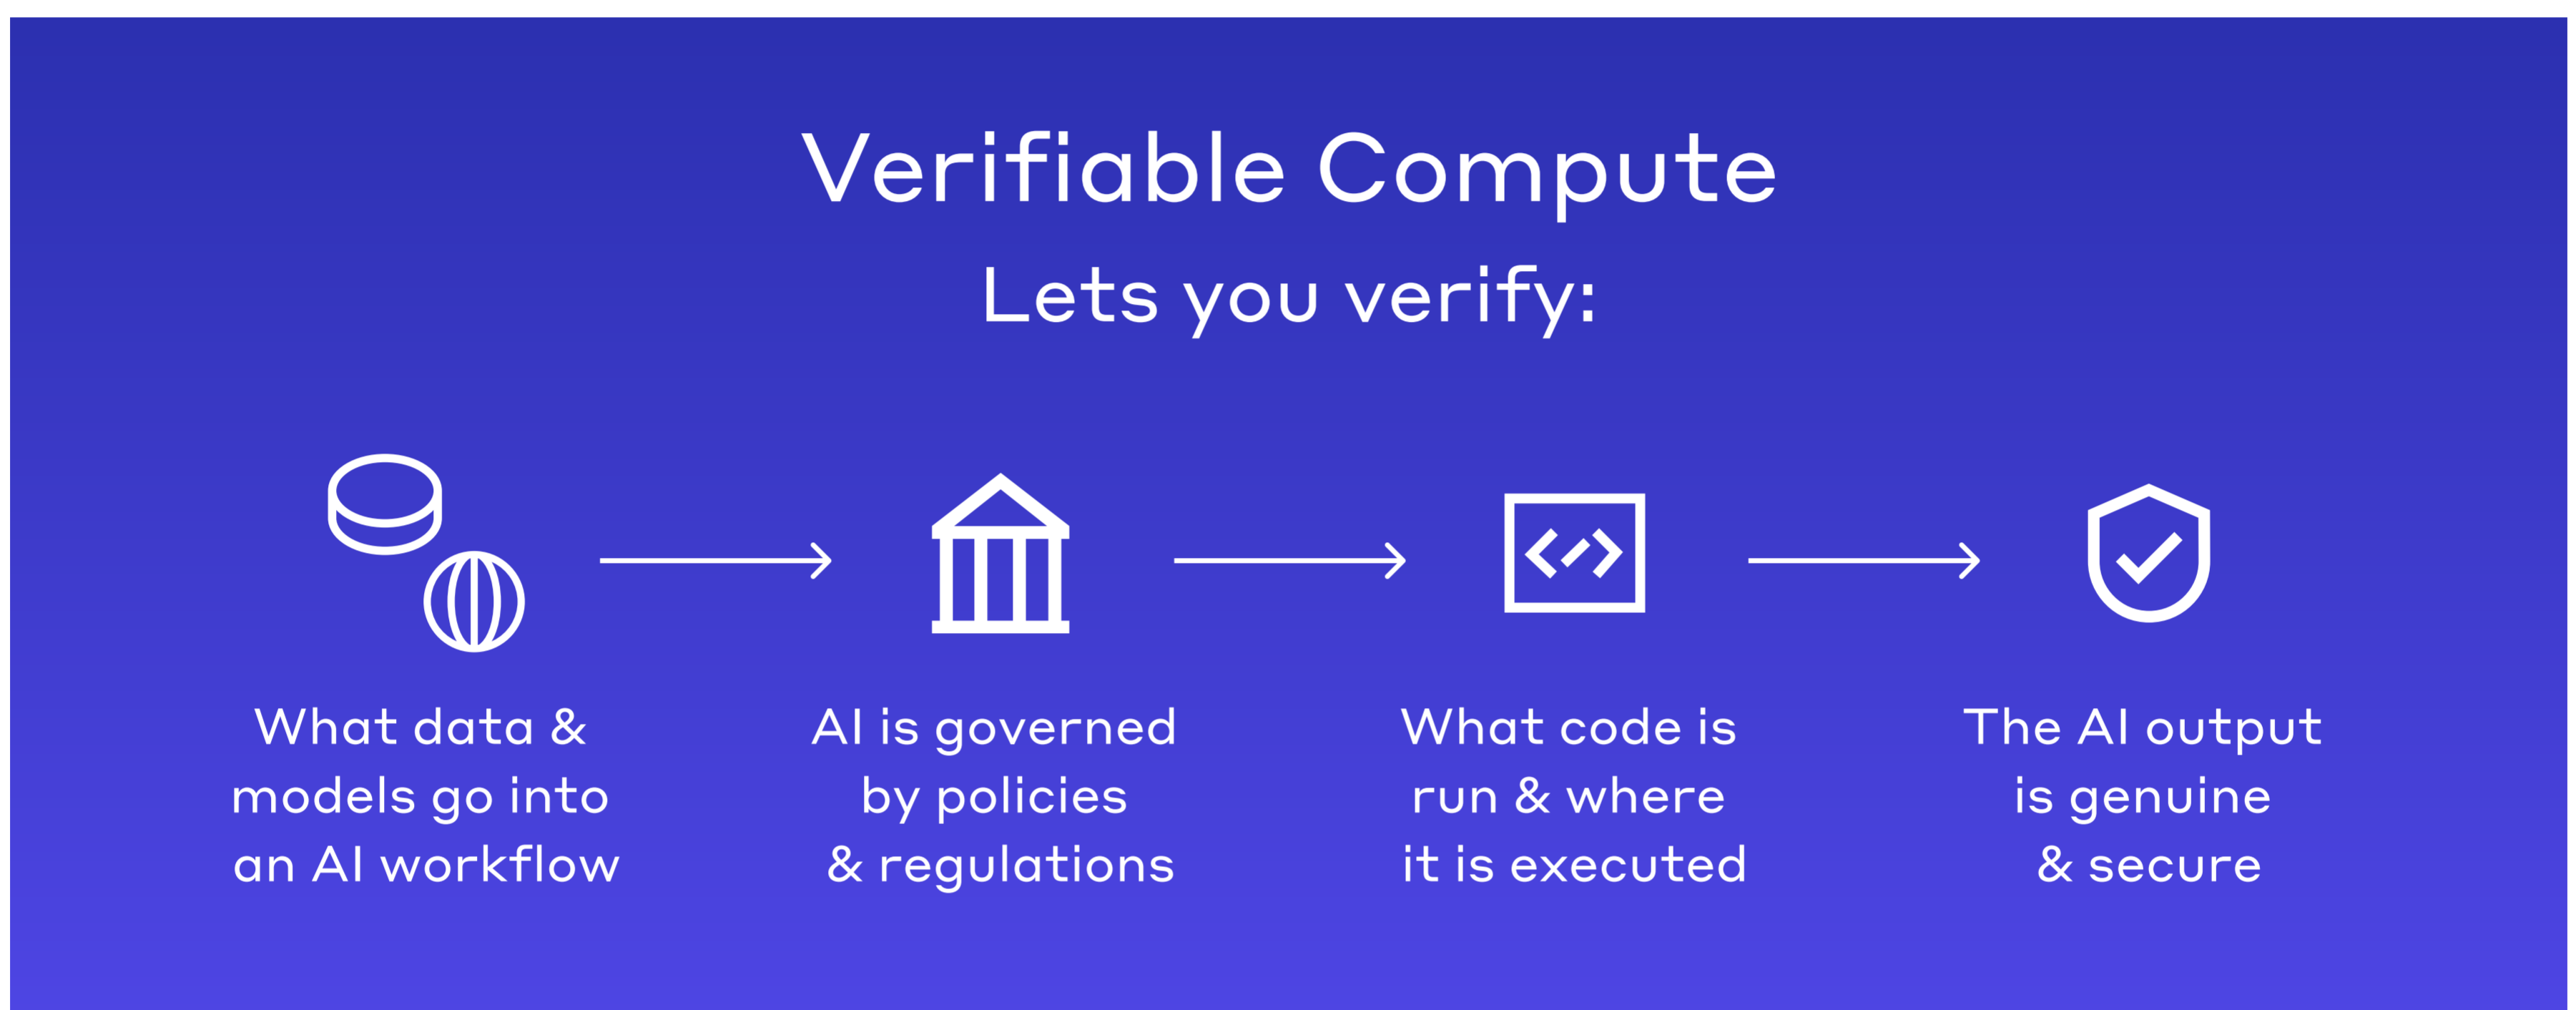 Verifiable Compute
Lets you verify:
What data &
models go into
an AI workflow
AI is governed
by policies
& regulations
What code is
run & where
it is executed
The AI output
is genuine
& secure